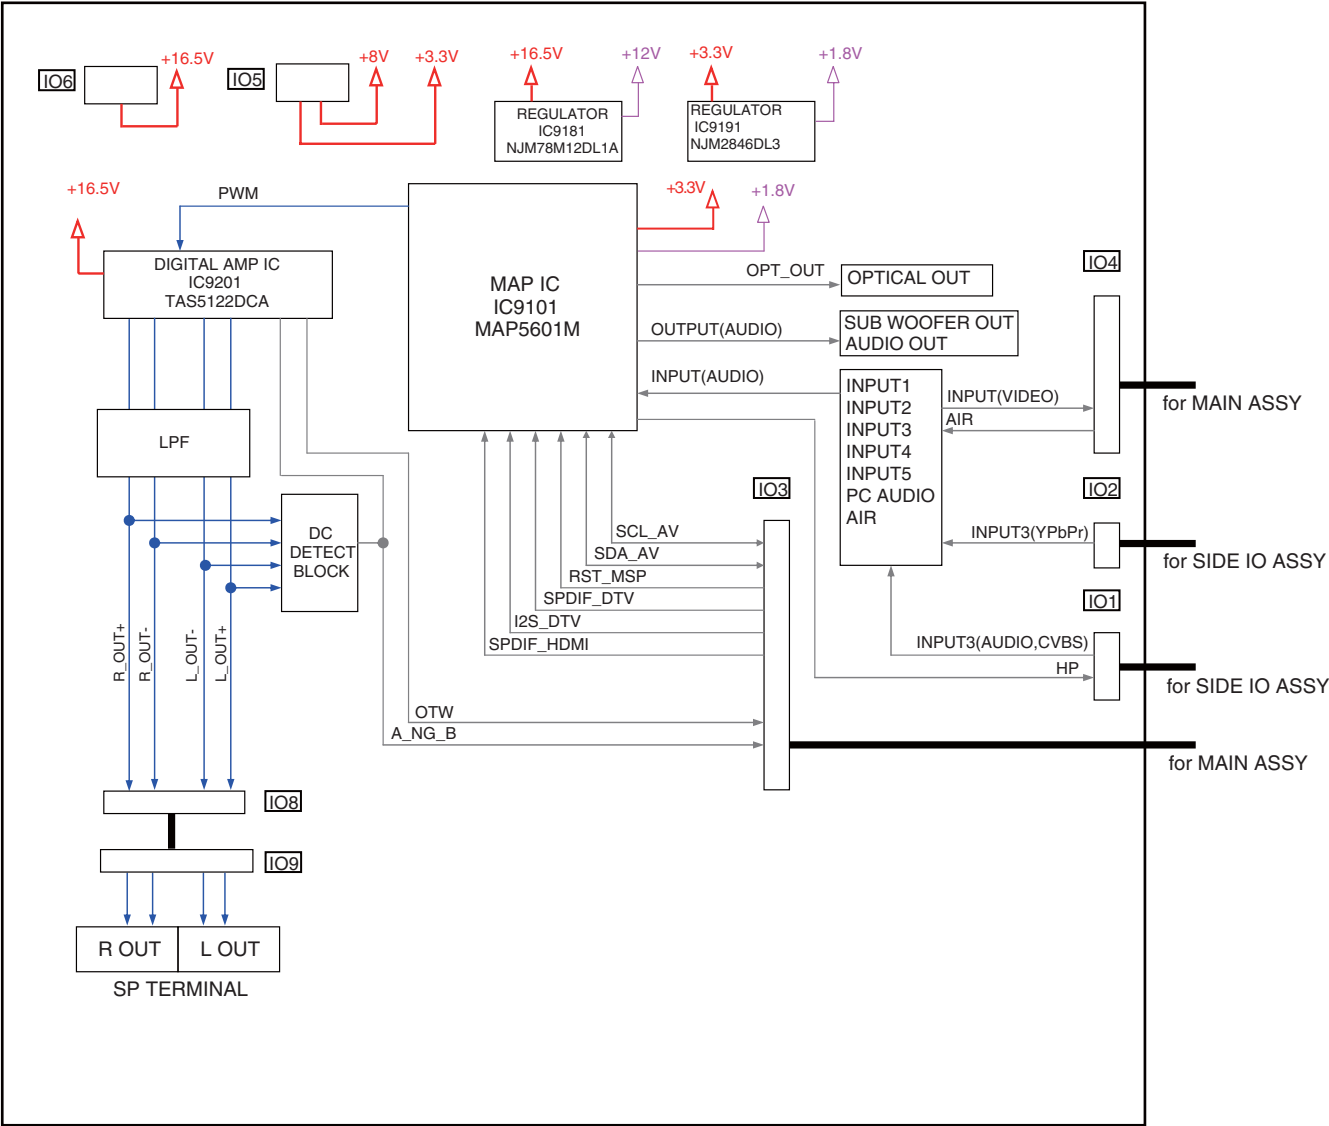 IO6
+16.5V
IO5
+8V
+3.3V
+16.5V
+12V
REGULATOR
IC9181
NJM78M12DL1A
+3.3V
+1.8V
REGULATOR
IC9191
NJM2846DL3
+16.5V
PWM
DIGITAL AMP IC
IC9201
TAS5122DCA
MAP IC
IC9101
MAP5601M
+3.3V
+1.8V
OPT_OUT
OPTICAL OUT
OUTPUT(AUDIO)
SUB WOOFER OUT
AUDIO OUT
INPUT(AUDIO)
INPUT1
INPUT2
INPUT3
INPUT4
INPUT5
PC AUDIO
AIR
INPUT(VIDEO)
AIR
IO4
for MAIN ASSY
IO2
INPUT3(YPbPr)
for SIDE IO ASSY
IO1
INPUT3(AUDIO,CVBS)
HP
for SIDE IO ASSY
LPF
DC
DETECT
BLOCK
IO3
SCL_AV
SDA_AV
RST_MSP
SPDIF_DTV
I2S_DTV
SPDIF_HDMI
OTW
A_NG_B
for MAIN ASSY
R_OUT+
R_OUT-
L_OUT-
L_OUT+
IO8
IO9
R OUT
L OUT
SP TERMINAL